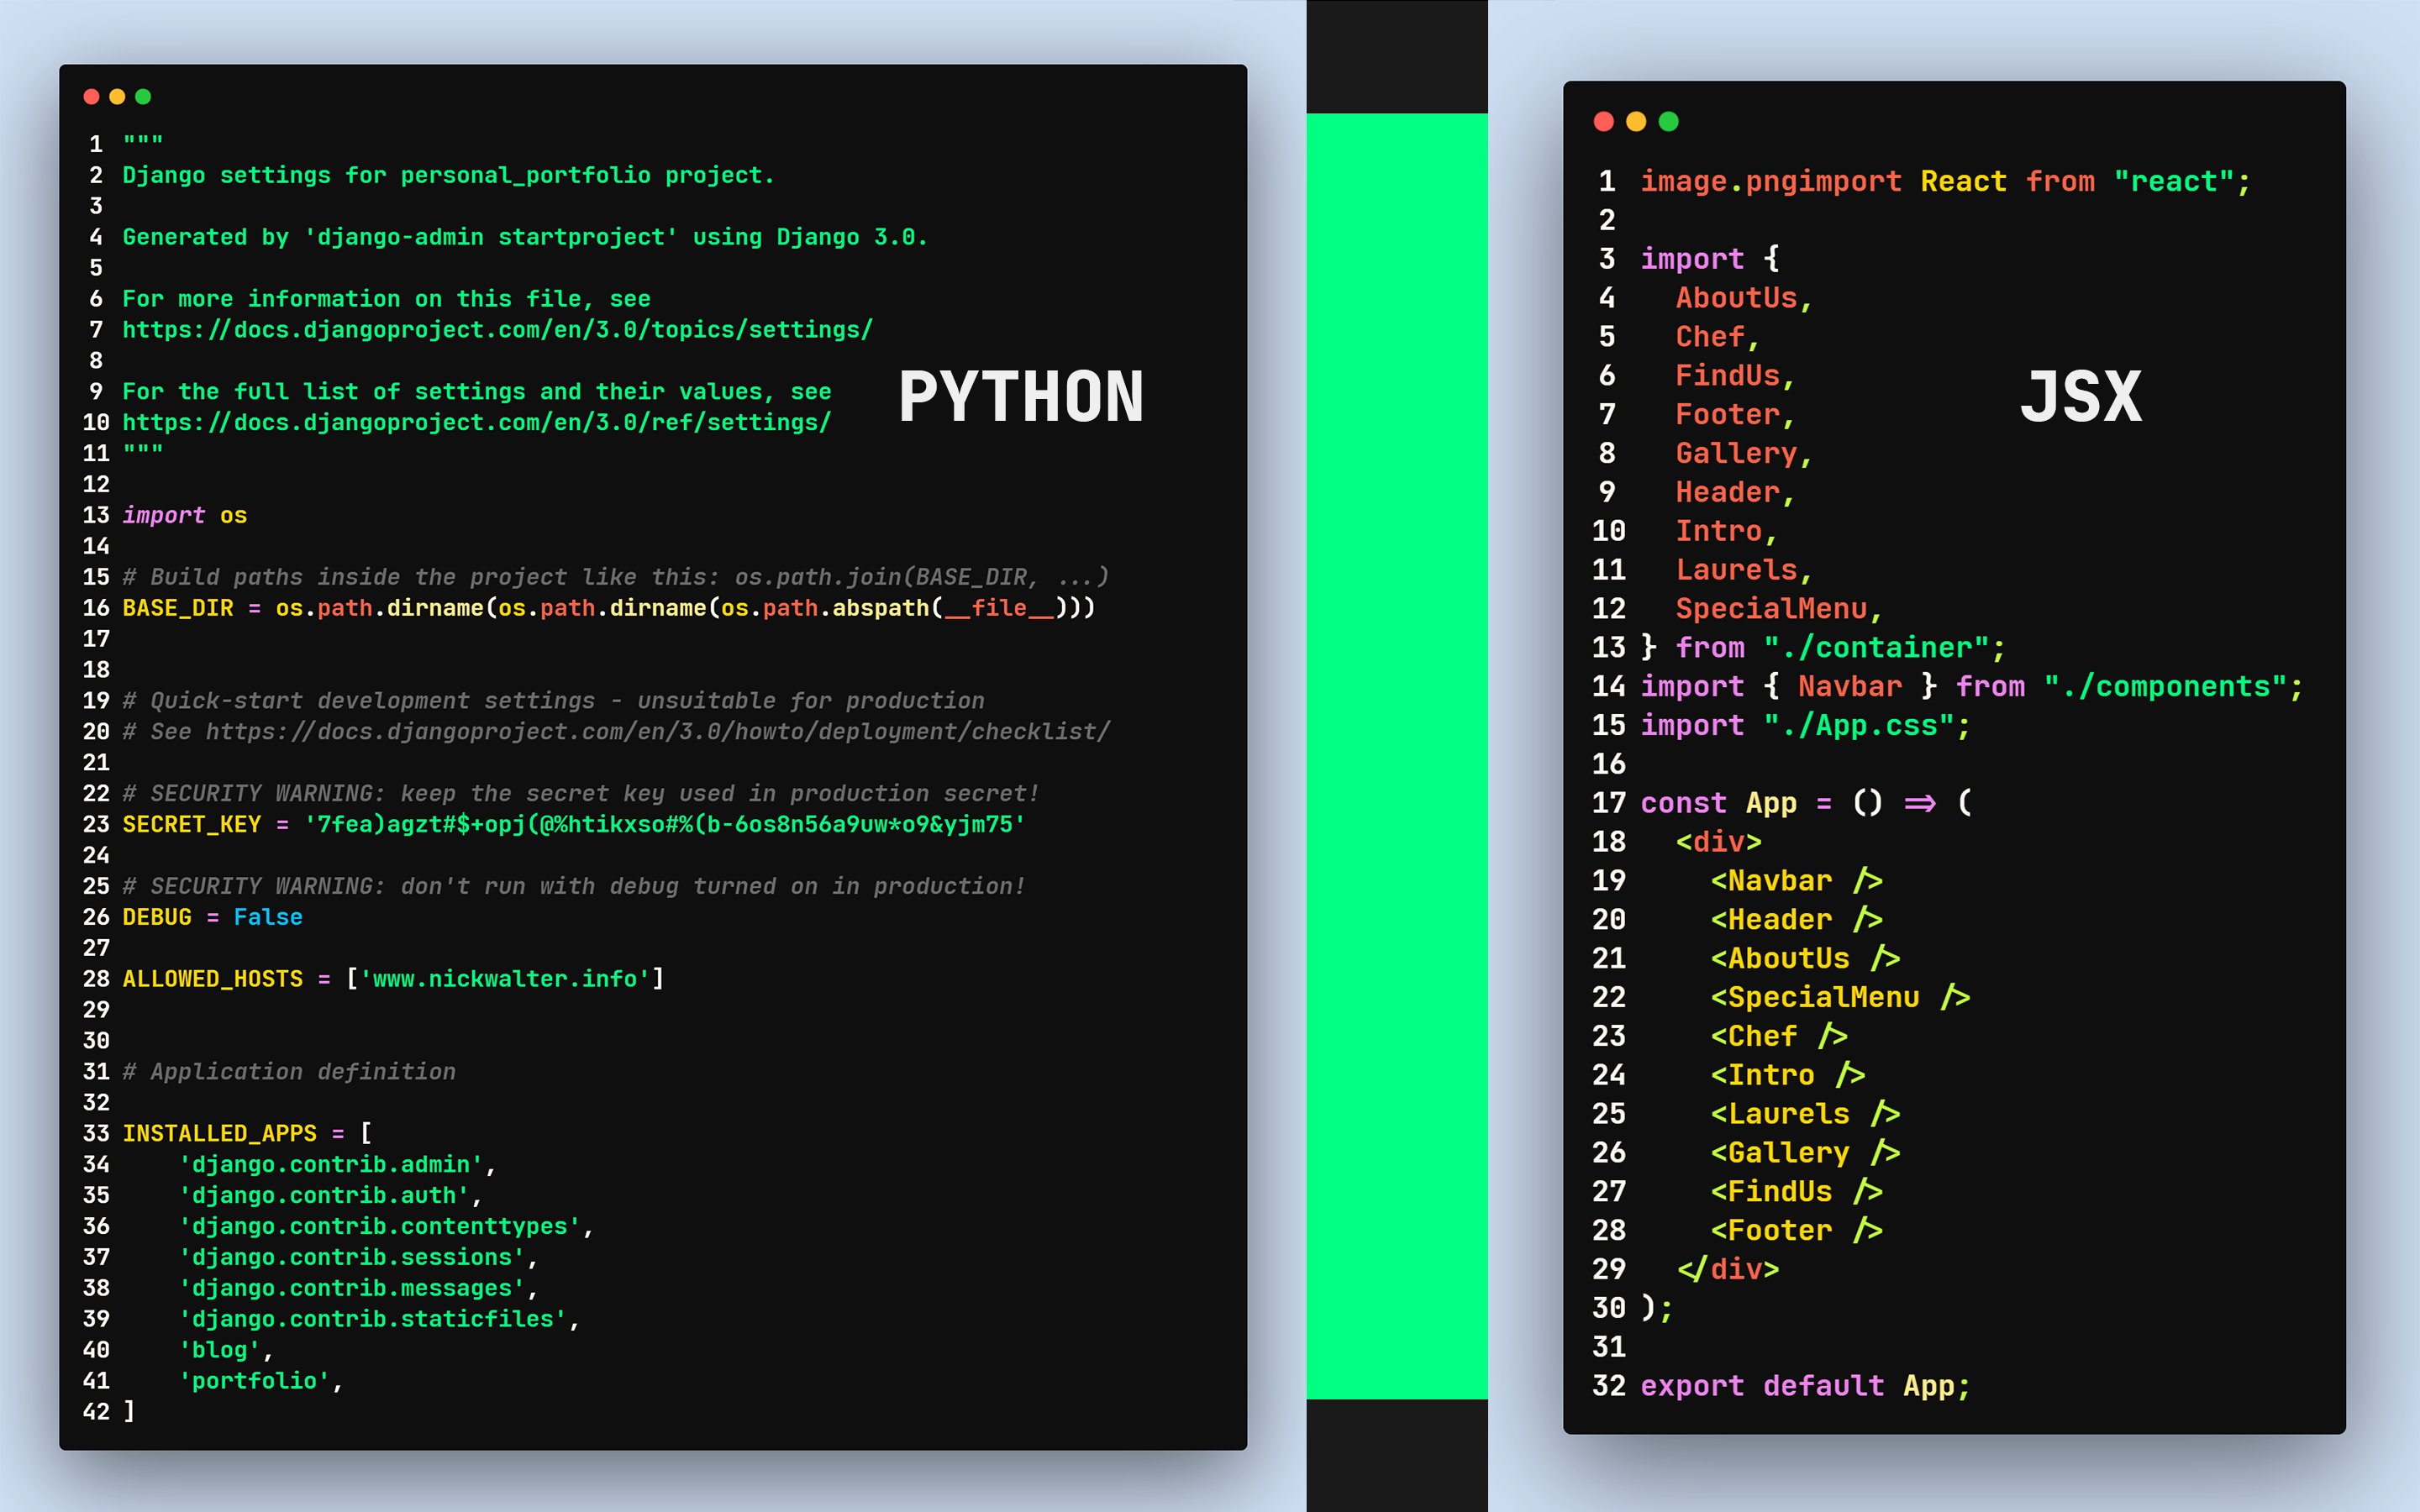 1 """
2 Django settings for personal_portfolio project.
3
4 Generated by 'django-admin startproject' using Django 3.0.
5
6 For more information on this file, see
7 https://docs.djangoproject.com/en/3.0/topics/settings/
8
9 For the full list of settings and their values, see
10 https://docs.djangoproject.com/en/3.0/ref/settings/
11 """
12
13 import os
14
15 # Build paths inside the project like this: os.path.join(BASE_DIR, ...)
16 BASE_DIR = os.path.dirname(os.path.dirname(os.path.abspath(__file__)))
17
18
19 # Quick-start development settings - unsuitable for production
20 # See https://docs.djangoproject.com/en/3.0/howto/deployment/checklist/
21
22 # SECURITY WARNING: keep the secret key used in production secret!
23 SECRET_KEY = '7fea)agzt#$+opj(@%htikxso#%(b-6os8n56a9uw*o9&yjm75'
24
25 # SECURITY WARNING: don't run with debug turned on in production!
26 DEBUG = False
27
28 ALLOWED_HOSTS = ['www.nickwalter.info']
29
30
31 # Application definition
32
33 INSTALLED_APPS = [
34     'django.contrib.admin',
35     'django.contrib.auth',
36     'django.contrib.contenttypes',
37     'django.contrib.sessions',
38     'django.contrib.messages',
39     'django.contrib.staticfiles',
40     'blog',
41     'portfolio',
42 ]
PYTHON
1 image.pngimport React from "react";
2
3 import {
4   AboutUs,
5   Chef,
6   FindUs,
7   Footer,
8   Gallery,
9   Header,
10   Intro,
11   Laurels,
12   SpecialMenu,
13 } from "./container";
14 import { Navbar } from "./components";
15 import "./App.css";
16
17 const App = () => (
18   <div>
19     <Navbar />
20     <Header />
21     <AboutUs />
22     <SpecialMenu />
23     <Chef />
24     <Intro />
25     <Laurels />
26     <Gallery />
27     <FindUs />
28     <Footer />
29   </div>
30 );
31
32 export default App;
JSX